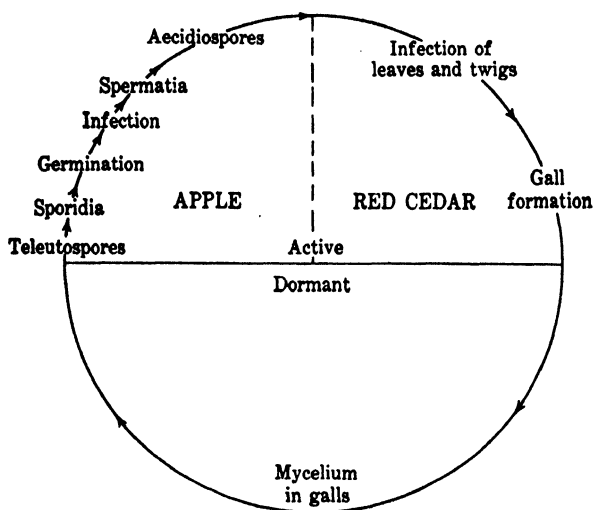 Aecidiospores
Spermatia
Infection
Germination
Sporidia
Teleutospores
APPLE
Infection of
leaves and twigs
Gall
formation
RED CEDAR
Active
Dormant
Mycelium
in galls